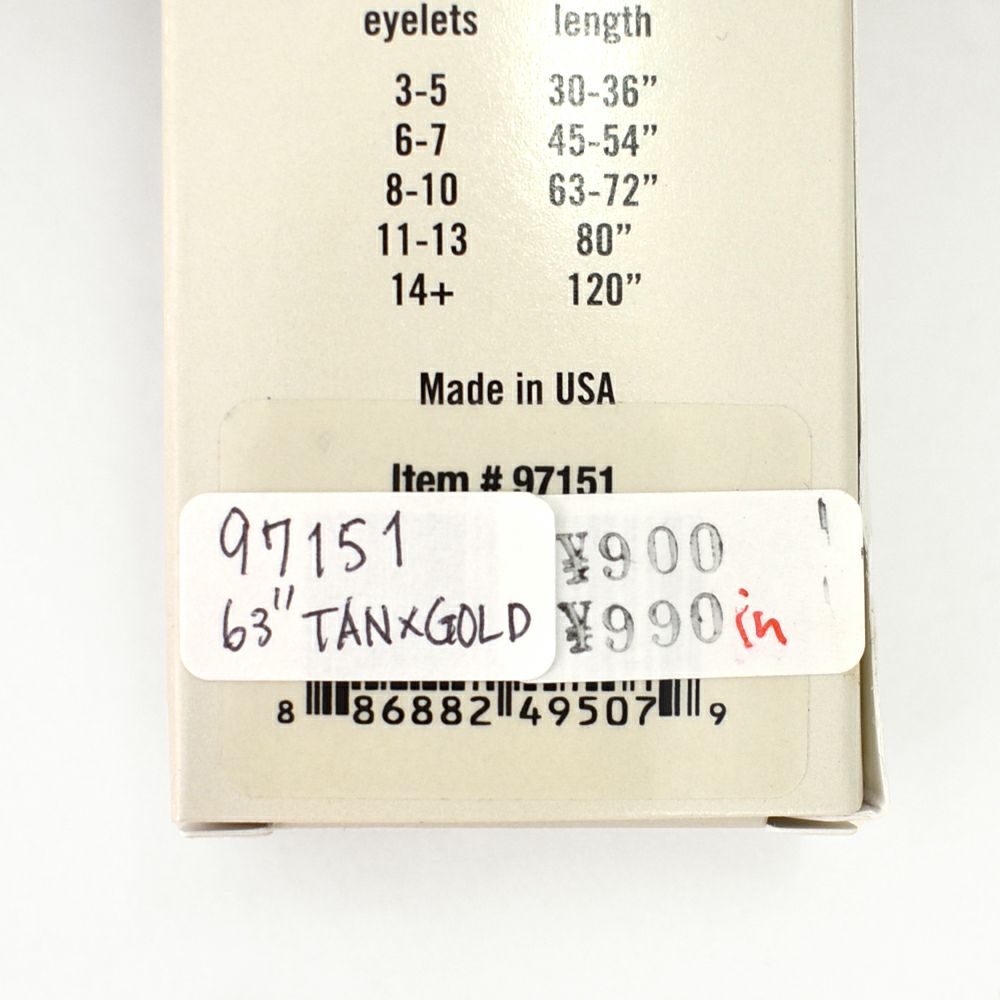 eyelets length
3-5 30-36”
6-7 45-54”
8-10 63-72”
11-13 80”
14+ 120”
Made in USA
Item # 97151
97151
63" TAN×GOLD
¥900
¥990 in
8 86882 49507 9